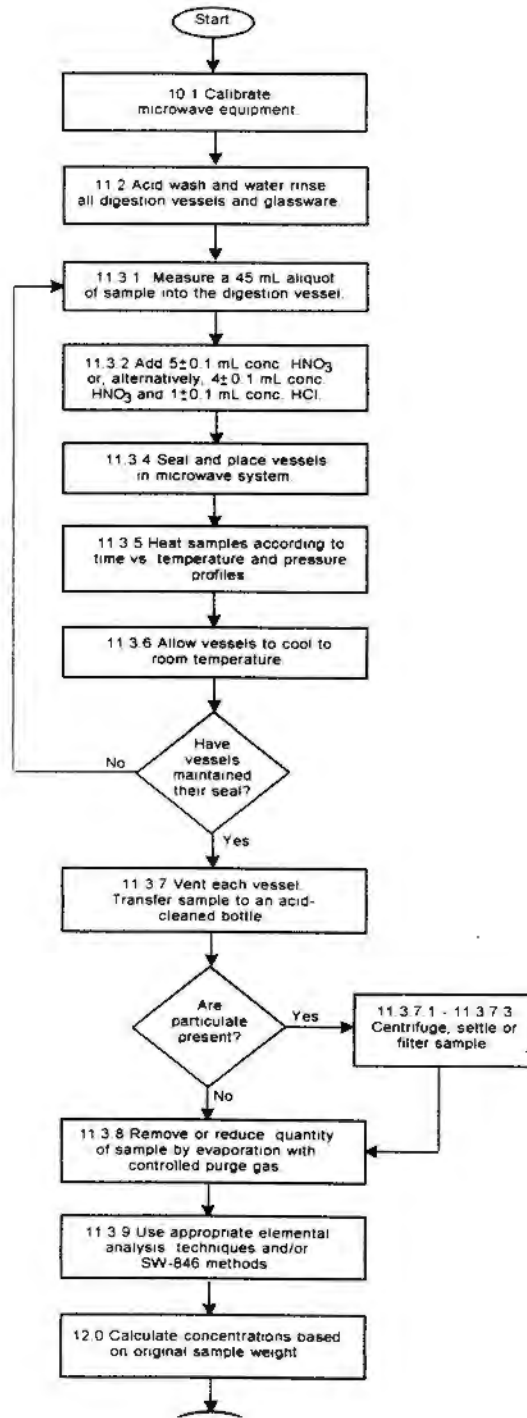 Start
10.1 Calibrate
microwave equipment.
11.2 Acid wash and water rinse
all digestion vessels and glassware.
11.3.1 Measure a 45 mL aliquot
of sample into the digestion vessel.
11.3.2 Add 5±0.1 mL conc. HNO₃
or, alternatively, 4±0.1 mL conc.
HNO₃ and 1±0.1 mL conc. HCl.
11.3.4 Seal and place vessels
in microwave system.
11.3.5 Heat samples according to
time vs. temperature and pressure
profiles
11.3.6 Allow vessels to cool to
room temperature
Have
vessels
maintained
their seal?
No
Yes
11.3.7 Vent each vessel.
Transfer sample to an acid-
cleaned bottle
Are
particulate
present?
Yes
11.3.7.1 - 11.3.7.3
Centrifuge, settle or
filter sample
No
11.3.8 Remove or reduce quantity
of sample by evaporation with
controlled purge gas.
11.3.9 Use appropriate elemental
analysis techniques and/or
SW-846 methods
12.0 Calculate concentrations based
on original sample weight